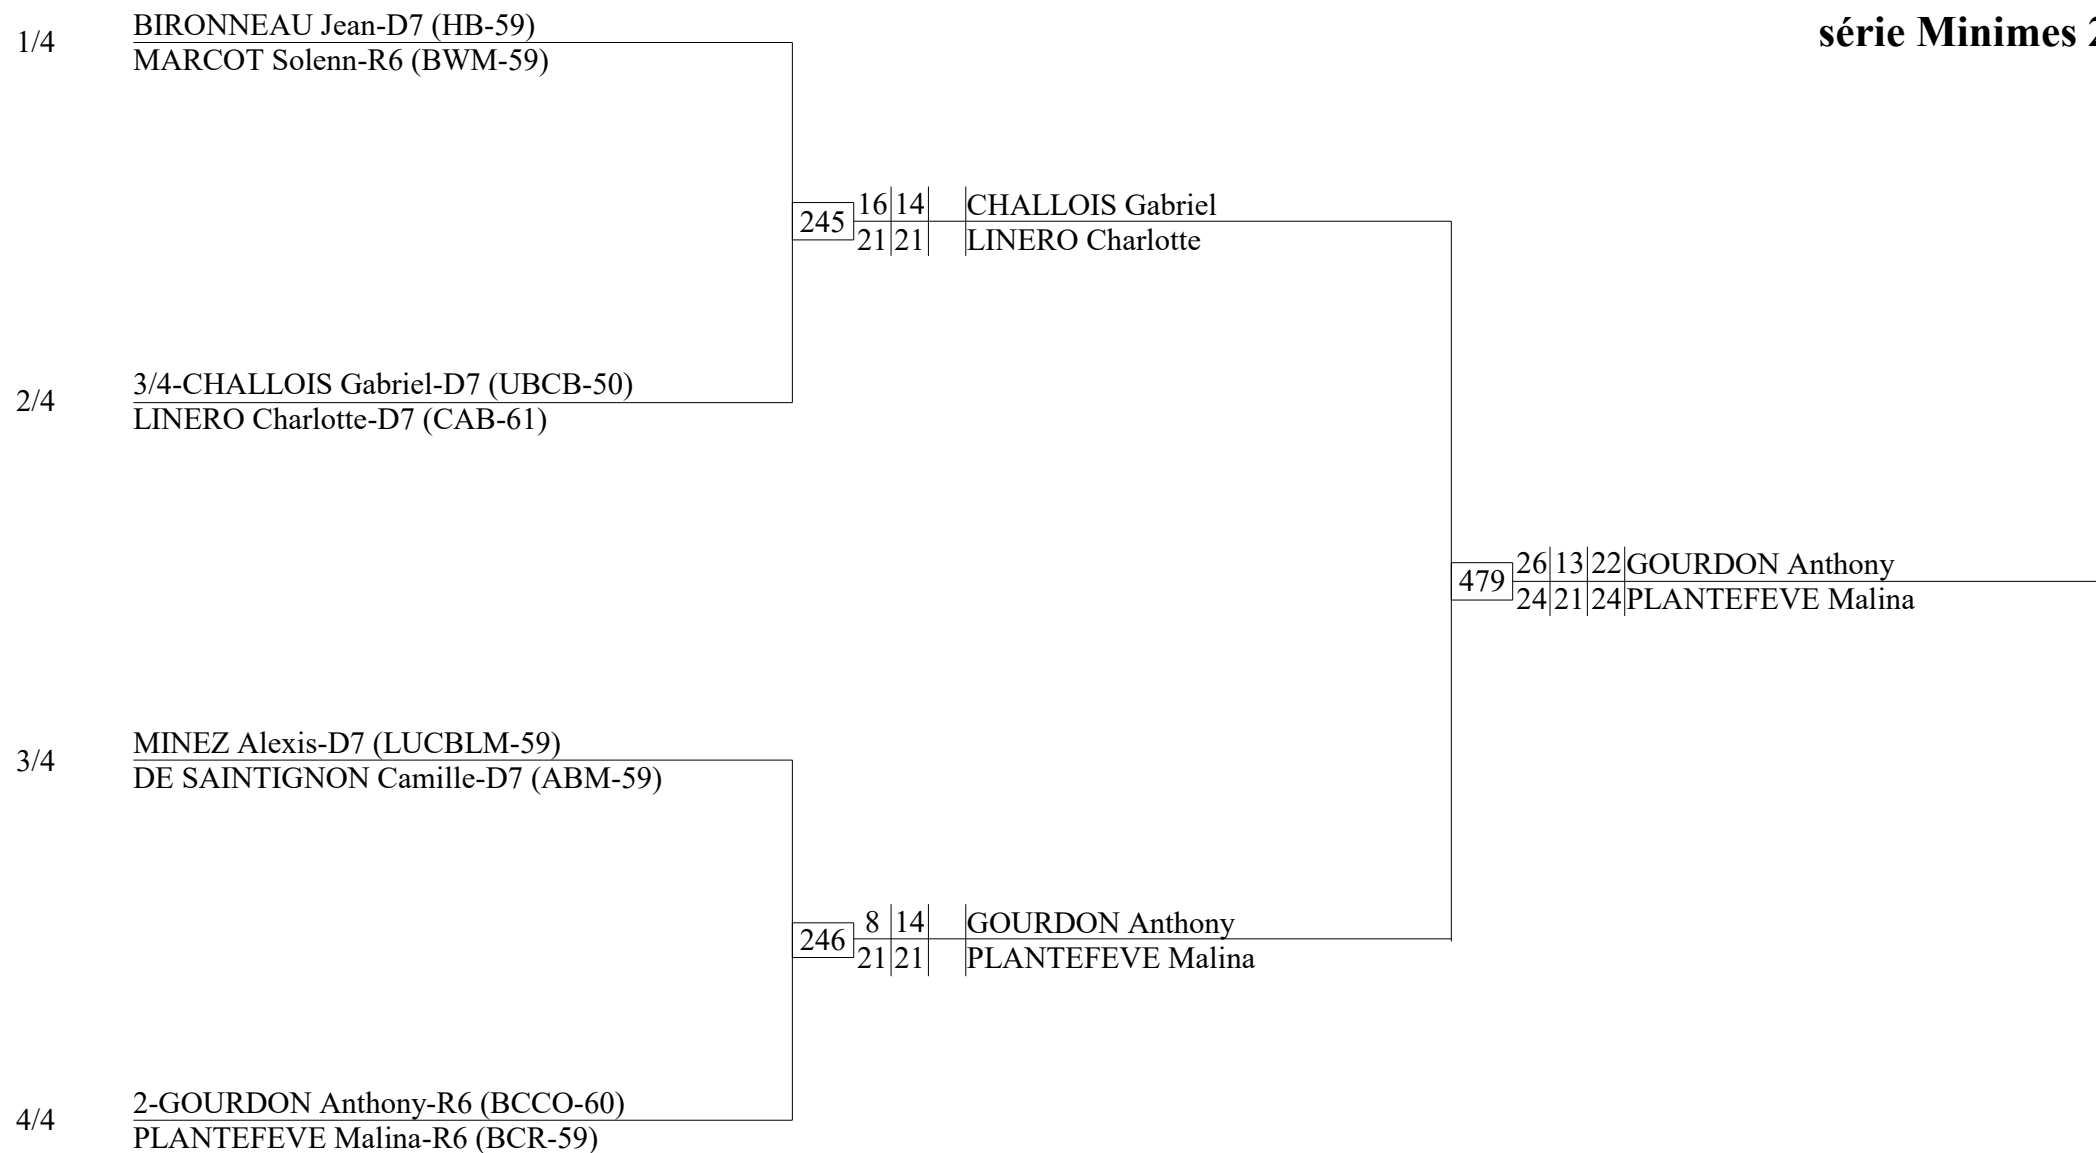 série Minimes 2
1/4
BIRONNEAU Jean-D7 (HB-59)
MARCOT Solenn-R6 (BWM-59)
245
16 14 CHALLOIS Gabriel
21 21 LINERO Charlotte
2/4
3/4-CHALLOIS Gabriel-D7 (UBCB-50)
LINERO Charlotte-D7 (CAB-61)
479
26 13 22 GOURDON Anthony
24 21 24 PLANTEFEVE Malina
3/4
MINEZ Alexis-D7 (LUCBLM-59)
DE SAINTIGNON Camille-D7 (ABM-59)
246
8 14 GOURDON Anthony
21 21 PLANTEFEVE Malina
4/4
2-GOURDON Anthony-R6 (BCCO-60)
PLANTEFEVE Malina-R6 (BCR-59)